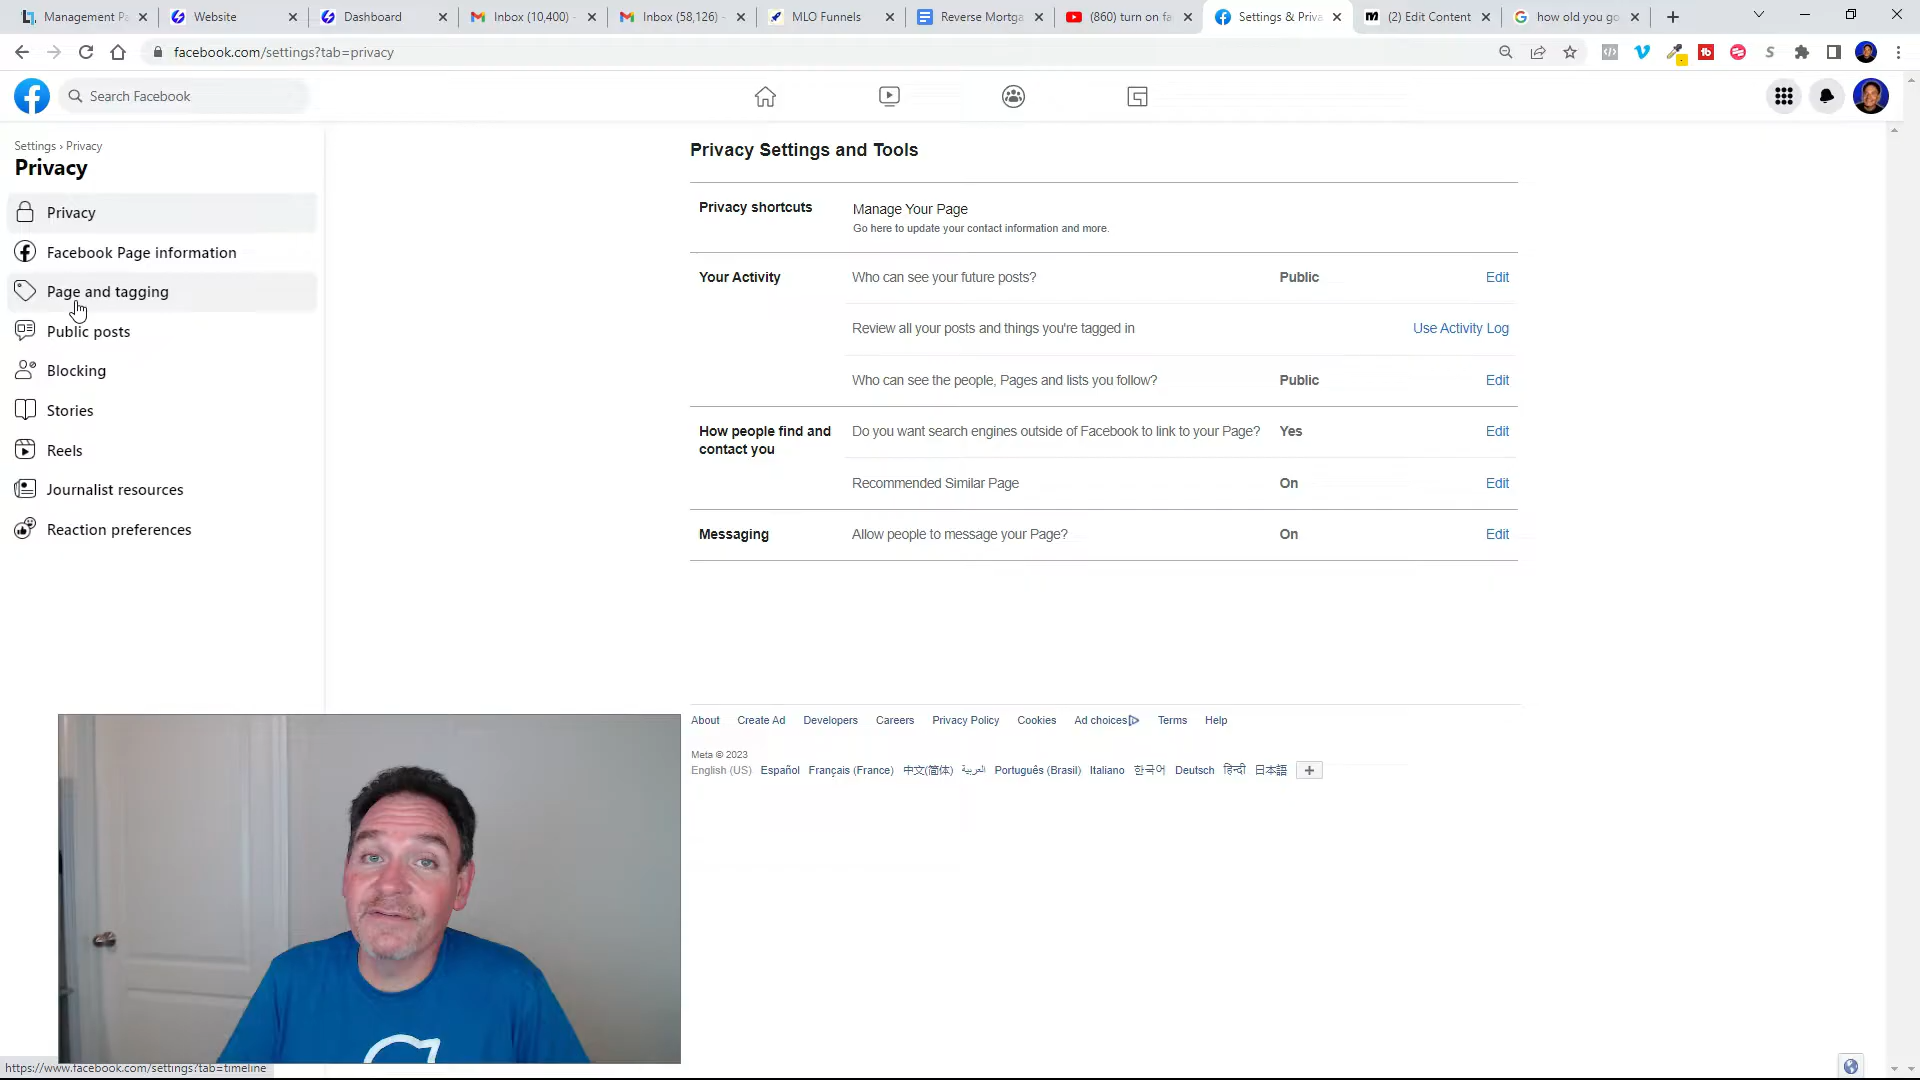 Management Pa
Website
Dashboard
Inbox (10,400) -
Inbox (58,126) -
MLO Funnels
Reverse Mortga
(860) turn on fa
Settings & Priva
(2) Edit Content
how old you go
facebook.com/settings?tab=privacy
Search Facebook
Settings › Privacy
Privacy
Privacy
Facebook Page information
Page and tagging
Public posts
Blocking
Stories
Reels
Journalist resources
Reaction preferences
Privacy Settings and Tools
Privacy shortcuts
Manage Your Page
Go here to update your contact information and more.
Your Activity
Who can see your future posts?
Public
Edit
Review all your posts and things you're tagged in
Use Activity Log
Who can see the people, Pages and lists you follow?
Public
Edit
How people find and
contact you
Do you want search engines outside of Facebook to link to your Page?
Yes
Edit
Recommended Similar Page
On
Edit
Messaging
Allow people to message your Page?
On
Edit
About Create Ad Developers Careers Privacy Policy Cookies Ad choices Terms Help
Meta © 2023
English (US) Español Français (France) 中文(简体) العربية Português (Brasil) Italiano 한국어 Deutsch हिन्दी 日本語
https://www.facebook.com/settings?tab=timeline